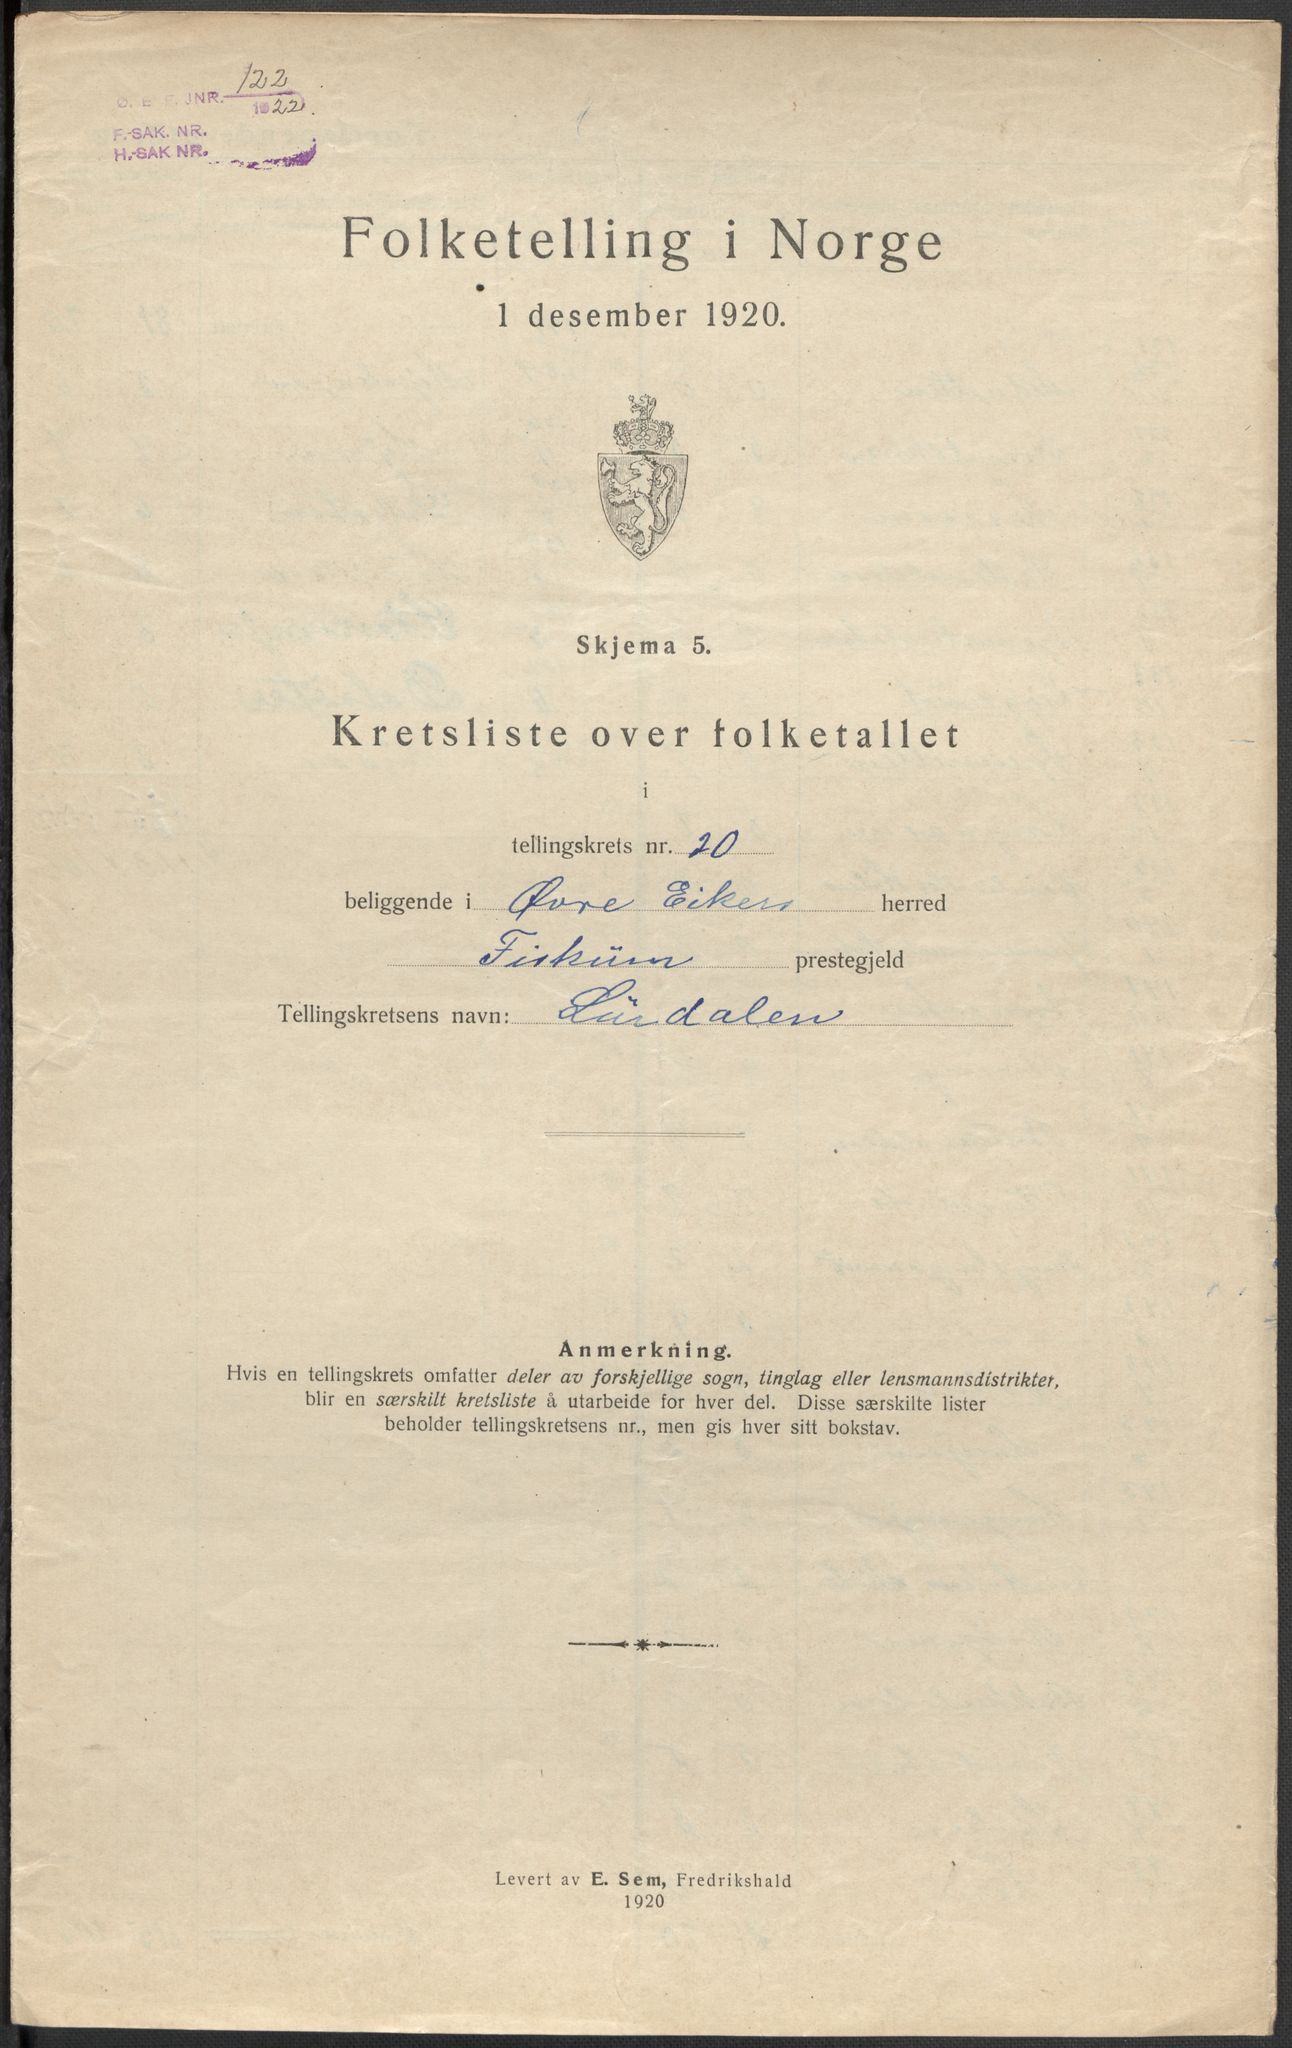 122
Ø. E. F. JNR.
1922.
F.-SAK. NR.
H.-SAK NR.
Folketelling i Norge
1 desember 1920.
Skjema 5.
Kretsliste over folketallet
i
tellingskrets nr. 20
beliggende i Øvre Eiker herred
Fiskum prestegjeld
Tellingskretsens navn: Lürdalen
Anmerkning.
Hvis en tellingskrets omfatter deler av forskjellige sogn, tinglag eller lensmannsdistrikter,
blir en særskilt kretsliste å utarbeide for hver del. Disse særskilte lister
beholder tellingskretsens nr., men gis hver sitt bokstav.
Levert av E. Sem, Fredrikshald
1920